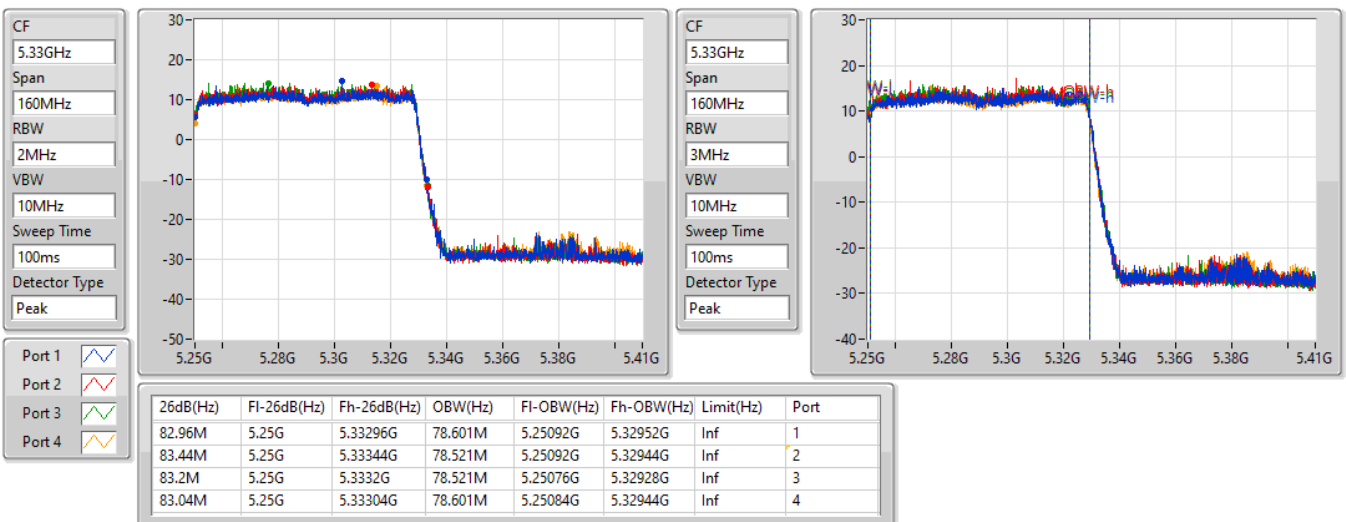 CF
5.33GHz
Span
160MHz
RBW
2MHz
VBW
10MHz
Sweep Time
100ms
Detector Type
Peak
30
20
10
0
-10
-20
-30
-40
-50
5.25G 5.28G 5.3G 5.32G 5.34G 5.36G 5.38G 5.41G
CF
5.33GHz
Span
160MHz
RBW
3MHz
VBW
10MHz
Sweep Time
100ms
Detector Type
Peak
30
20
10
0
-10
-20
-30
-40
5.25G 5.28G 5.3G 5.32G 5.34G 5.36G 5.38G 5.41G
Port 1
Port 2
Port 3
Port 4
26dB(Hz) Fl-26dB(Hz) Fh-26dB(Hz) OBW(Hz) Fl-OBW(Hz) Fh-OBW(Hz) Limit(Hz) Port
82.96M 5.25G 5.33296G 78.601M 5.25092G 5.32952G Inf 1
83.44M 5.25G 5.33344G 78.521M 5.25092G 5.32944G Inf 2
83.2M 5.25G 5.3332G 78.521M 5.25076G 5.32928G Inf 3
83.04M 5.25G 5.33304G 78.601M 5.25084G 5.32944G Inf 4